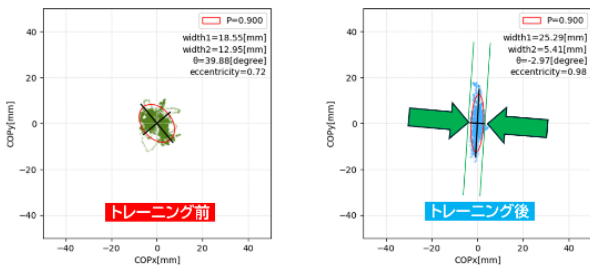 P=0.900
width1=18.55[mm]
width2=12.95[mm]
θ=39.88[degree]
eccentricity=0.72
COPy[mm]
40
20
0
−20
−40
トレーニング前
−40 −20 0 20 40
COPx[mm]
P=0.900
width1=25.29[mm]
width2=5.41[mm]
θ=-2.97[degree]
eccentricity=0.98
COPy[mm]
40
20
0
−20
−40
トレーニング後
−40 −20 0 20 40
COPx[mm]